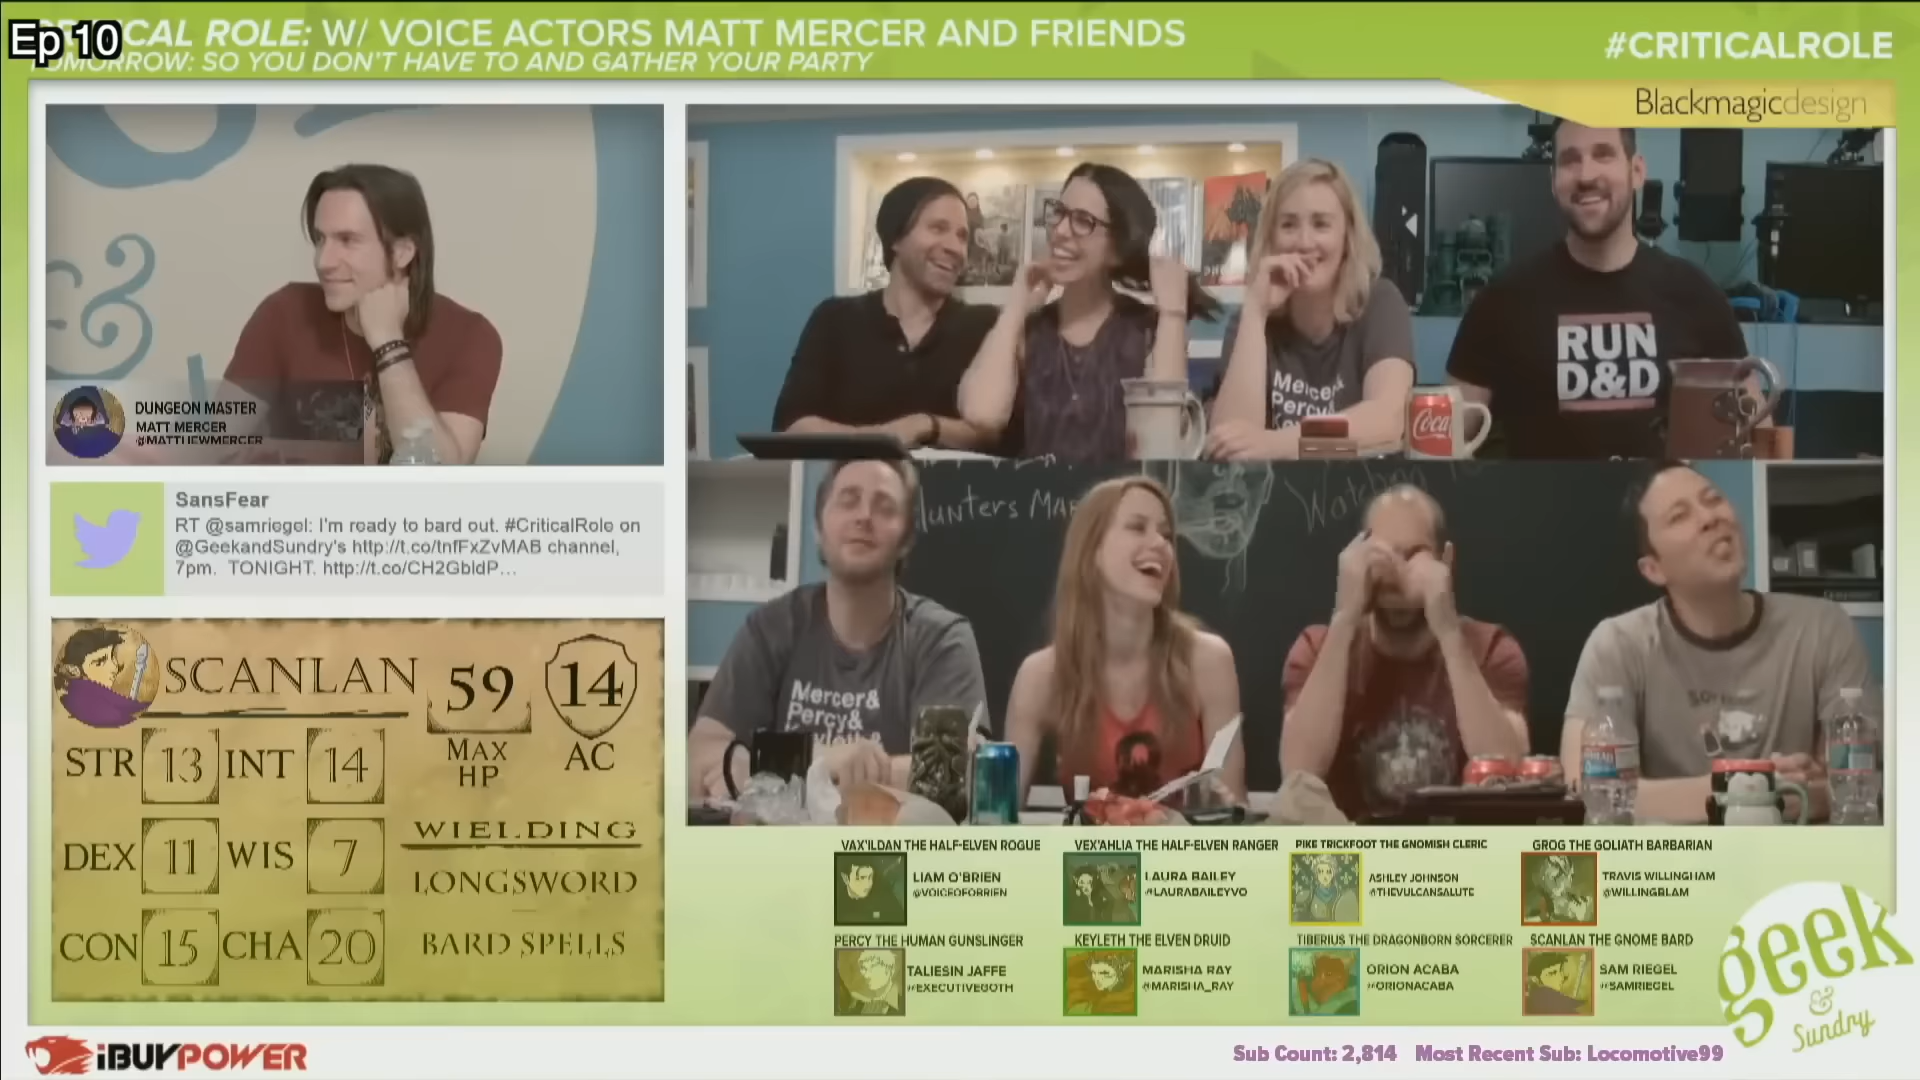 Ep 10
CAL ROLE: W/ VOICE ACTORS MATT MERCER AND FRIENDS
TOMORROW: SO YOU DON'T HAVE TO AND GATHER YOUR PARTY
#CRITICALROLE
Blackmagicdesign
RUN
D&D
Mercer&
Percy&
DUNGEON MASTER
MATT MERCER
@MATTHEWMERCER
SansFear
RT @samriegel: I'm ready to bard out. #CriticalRole on
@GeekandSundry's http://t.co/tnfFxZvMAB channel,
7pm. TONIGHT. http://t.co/CH2GbldP...
Coca
Mercer&
Percy&
SCANLAN
59
MAX
HP
14
AC
STR 13 INT 14
DEX 11 WIS 7
CON 15 CHA 20
WIELDING
LONGSWORD
BARD SPELLS
VAX'ILDAN THE HALF-ELVEN ROGUE
LIAM O'BRIEN
@VOICEOFOBRIEN
VEX'AHLIA THE HALF-ELVEN RANGER
LAURA BAILEY
@LAURABAILEYVO
PIKE TRICKFOOT THE GNOMISH CLERIC
ASHLEY JOHNSON
@THEVULCANSALUTE
GROG THE GOLIATH BARBARIAN
TRAVIS WILLINGHAM
@WILLINGBLAM
PERCY THE HUMAN GUNSLINGER
TALIESIN JAFFE
@EXECUTIVEGOTH
KEYLETH THE ELVEN DRUID
MARISHA RAY
@MARISHA_RAY
TIBERIUS THE DRAGONBORN SORCERER
ORION ACABA
@ORIONACABA
SCANLAN THE GNOME BARD
SAM RIEGEL
@SAMRIEGEL
geek
&
Sundry
iBUYPOWER
Sub Count: 2,814 Most Recent Sub: Locomotive99